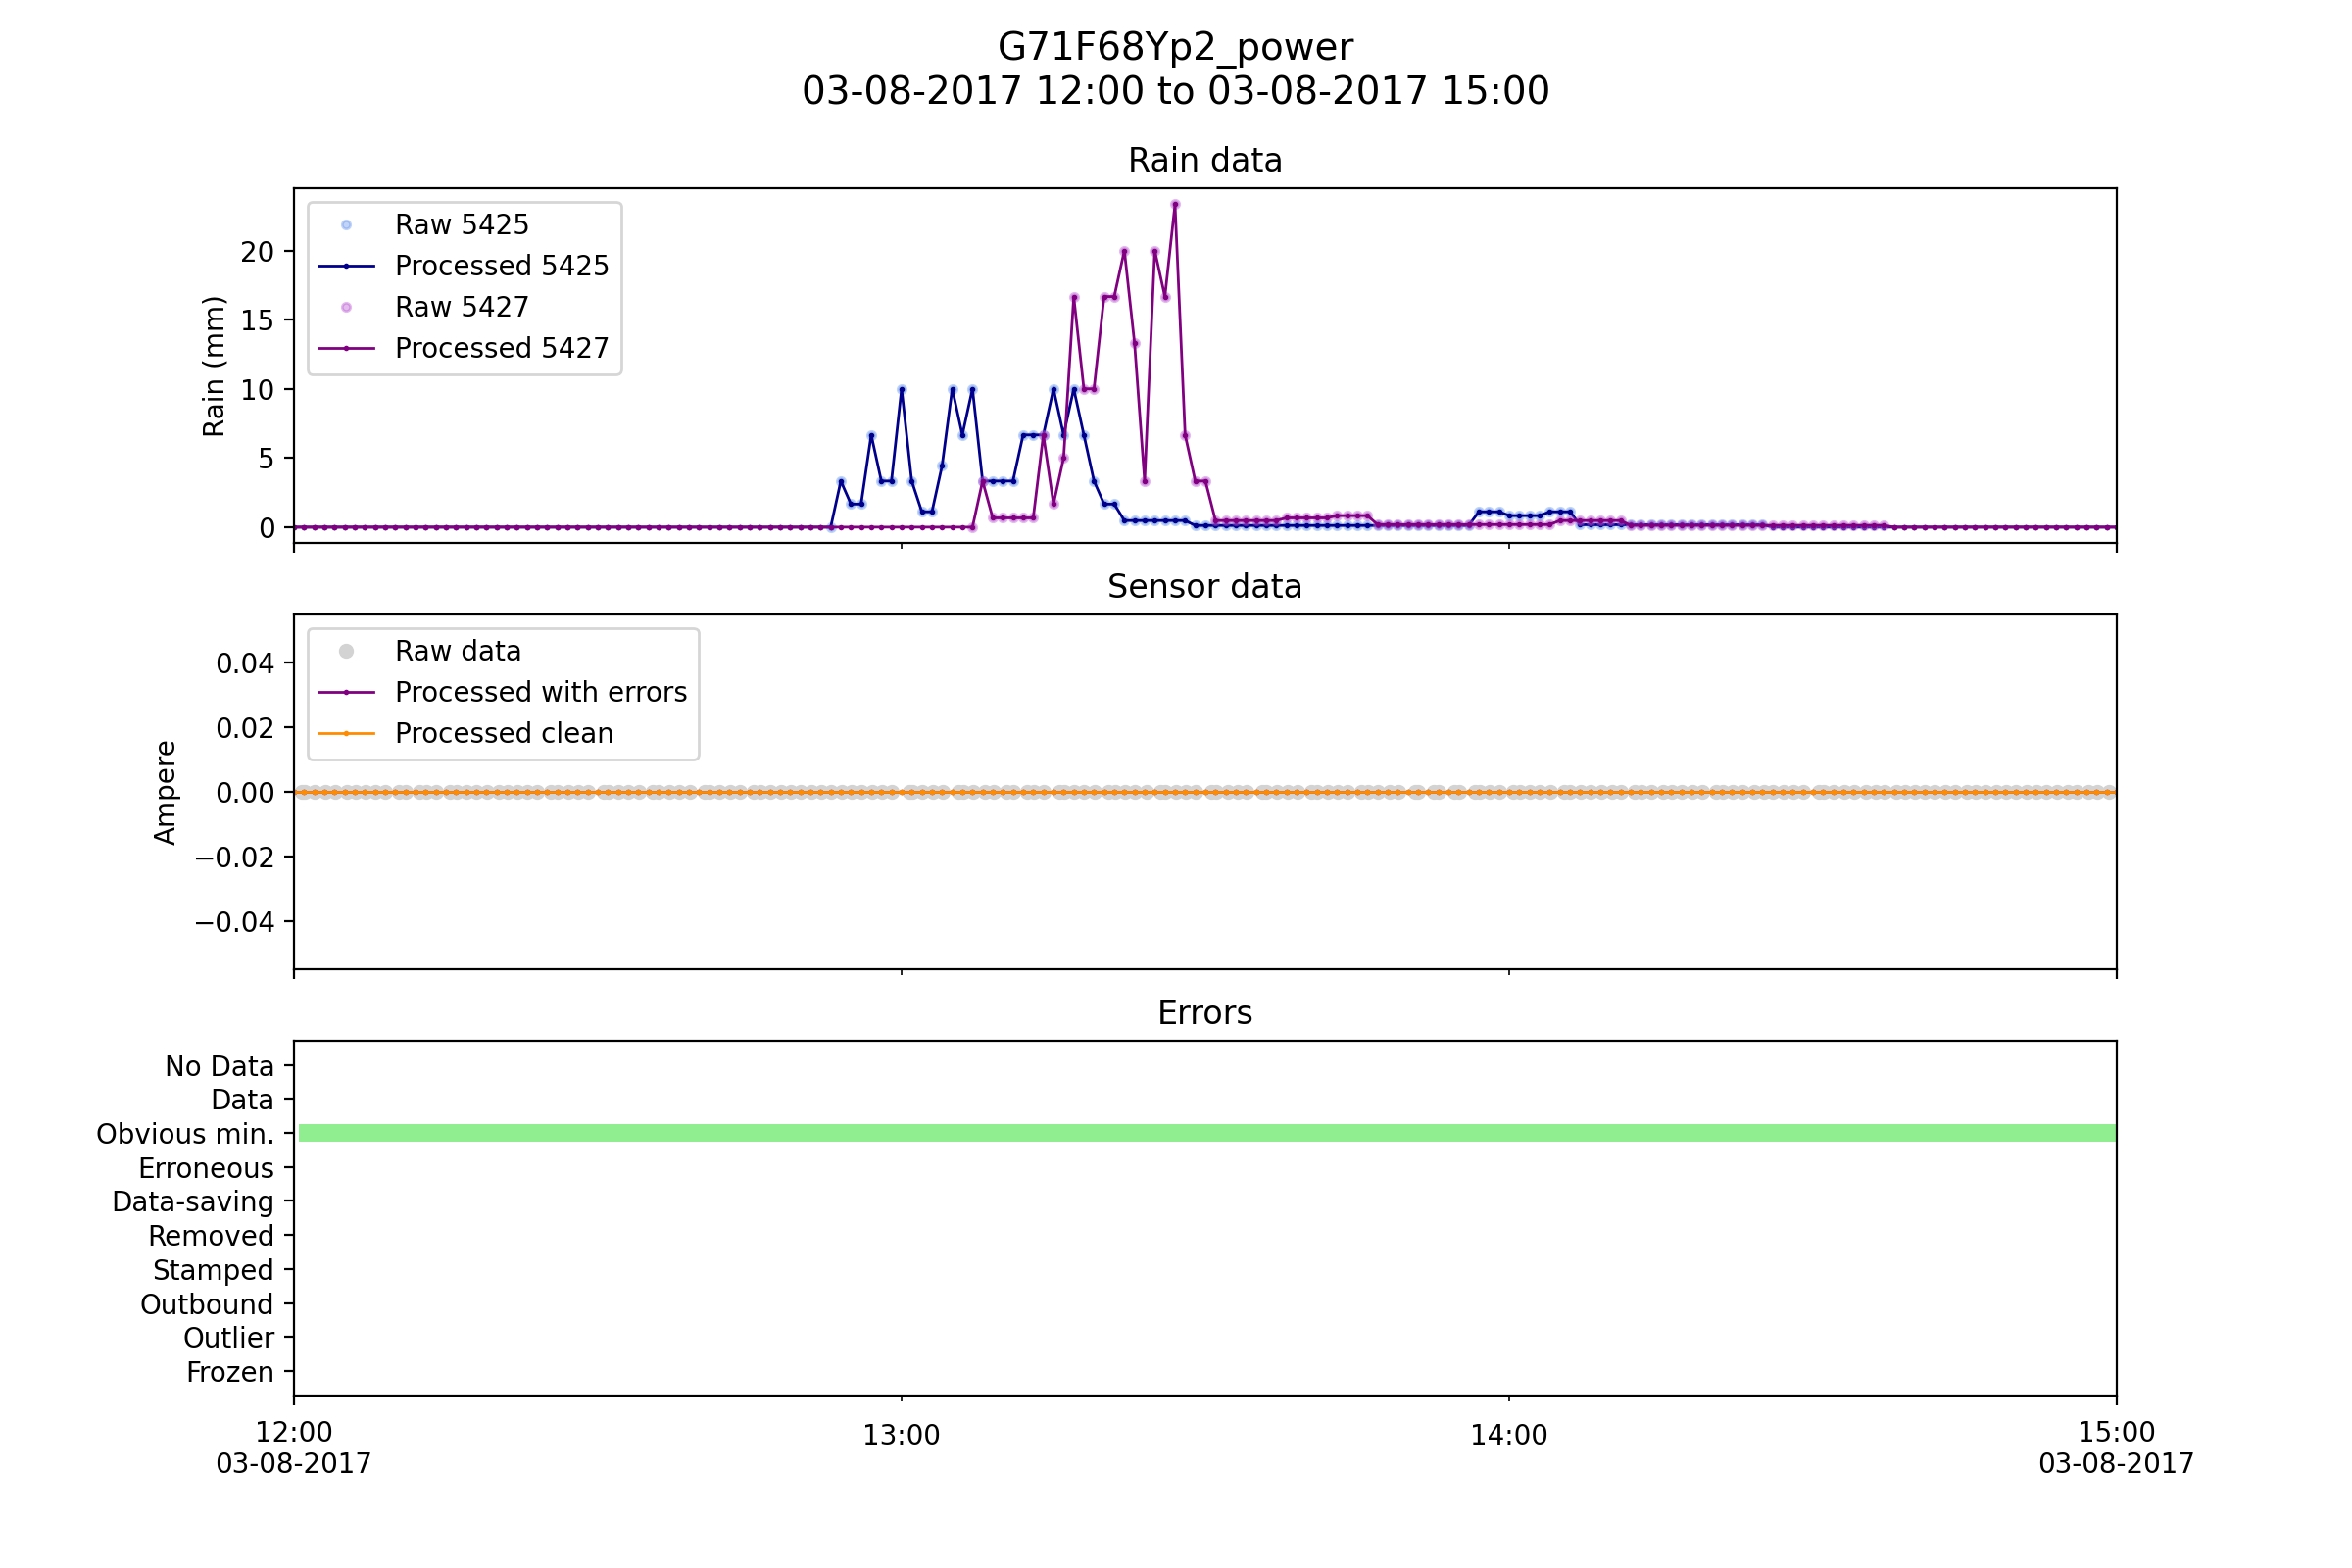 G71F68Yp2_power
03-08-2017 12:00 to 03-08-2017 15:00
Rain data
Raw 5425
Processed 5425
Raw 5427
Processed 5427
Rain (mm)
20
15
10
5
0
Sensor data
Raw data
Processed with errors
Processed clean
Ampere
0.04
0.02
0.00
−0.02
−0.04
Errors
No Data
Data
Obvious min.
Erroneous
Data-saving
Removed
Stamped
Outbound
Outlier
Frozen
12:00
03-08-2017
13:00
14:00
15:00
03-08-2017